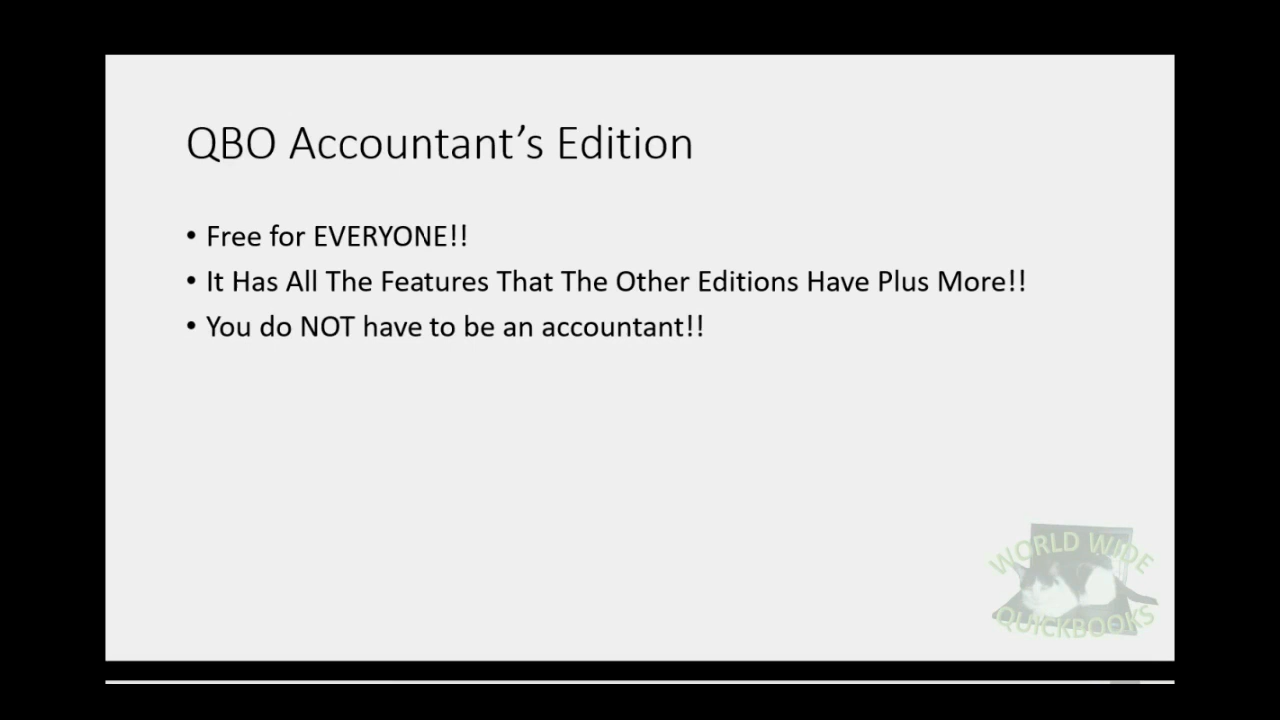 QBO Accountant’s Edition
• Free for EVERYONE!!
• It Has All The Features That The Other Editions Have Plus More!!
• You do NOT have to be an accountant!!
WORLD WIDE
QUICKBOOKS